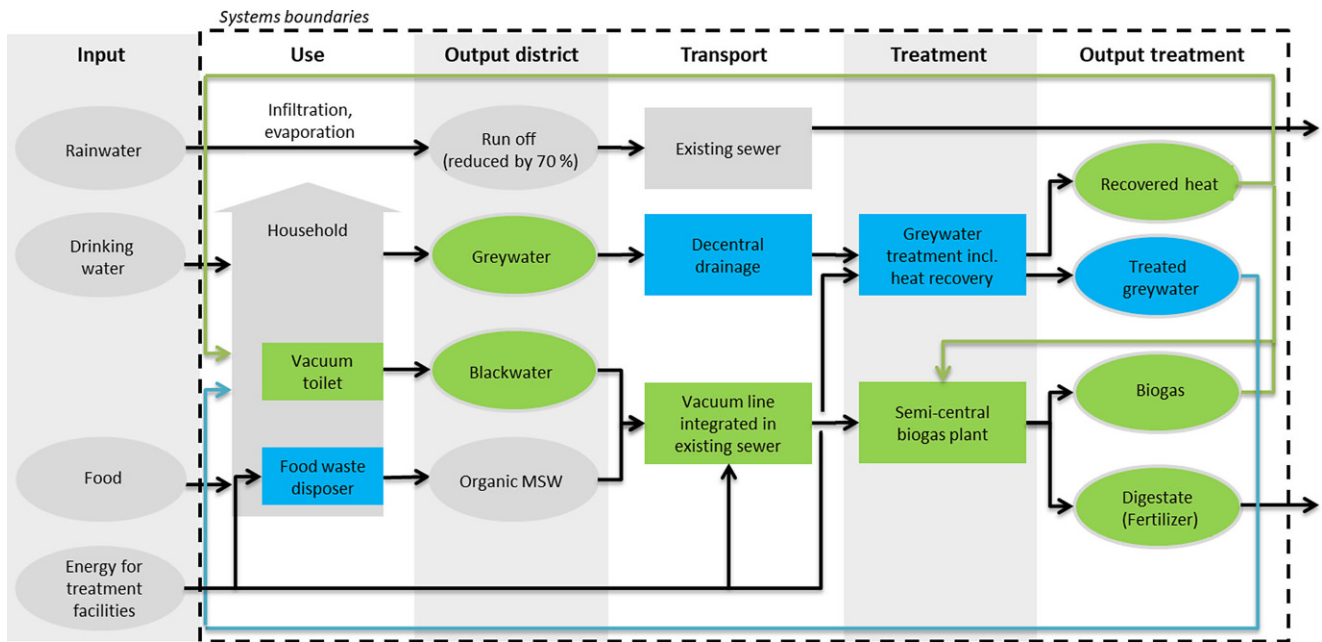 Systems boundaries
Input
Use
Output district
Transport
Treatment
Output treatment
Rainwater
Infiltration,
evaporation
Run off
(reduced by 70 %)
Existing sewer
Recovered heat
Drinking
water
Household
Greywater
Decentral
drainage
Greywater
treatment incl.
heat recovery
Treated
greywater
Vacuum
toilet
Blackwater
Vacuum line
integrated in
existing sewer
Semi-central
biogas plant
Biogas
Food
Food waste
disposer
Organic MSW
Digestate
(Fertilizer)
Energy for
treatment
facilities